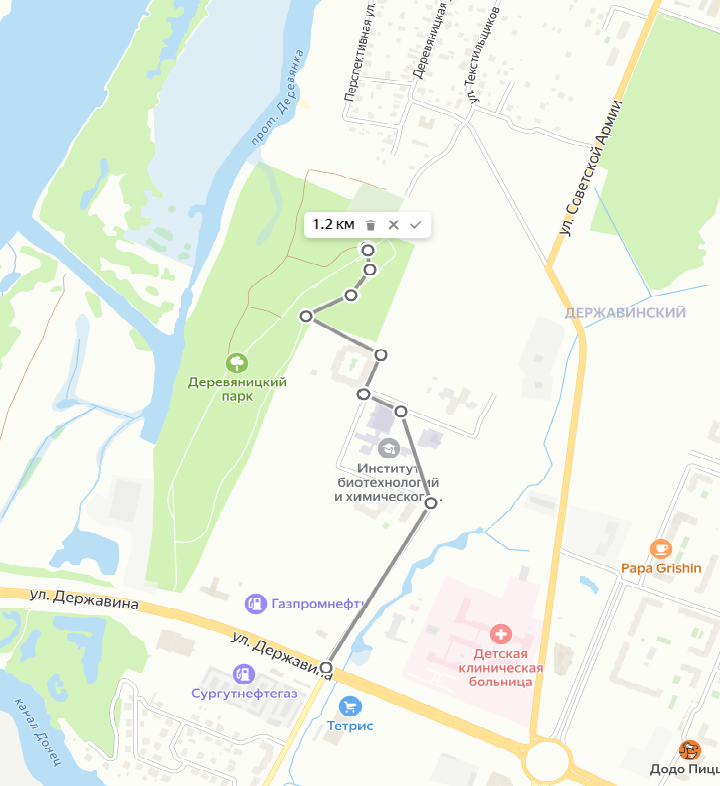 Перспективная ул.
Деревяницкая ул.
ул. Текстильщиков
прот. Деревянка
ул. Советской Армии
1.2 км
ДЕРЖАВИНСКИЙ
Деревяницкий
парк
Институт
биотехнологий
и химического...
Papa Grishin
ул. Державина
Газпромнефть
ул. Державина
Детская
клиническая
больница
Сургутнефтегаз
Тетрис
канал Донец
Додо Пицц